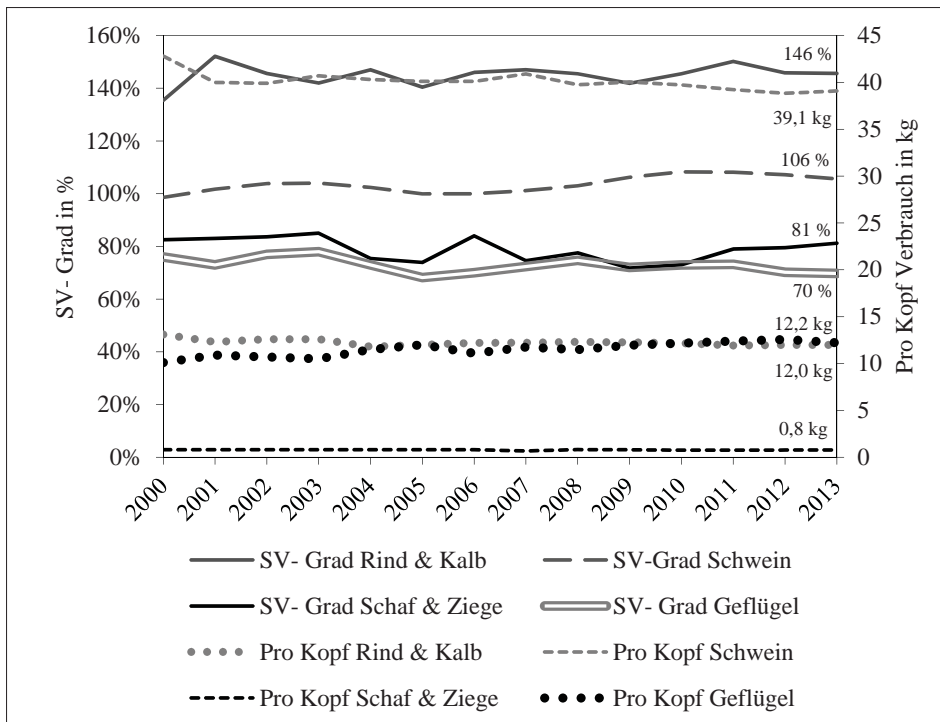 160%
140%
120%
100%
80%
60%
40%
20%
0%
SV- Grad in %
45
40
35
30
25
20
15
10
5
0
Pro Kopf Verbrauch in kg
146 %
39,1 kg
106 %
81 %
70 %
12,2 kg
12,0 kg
0,8 kg
2000 2001 2002 2003 2004 2005 2006 2007 2008 2009 2010 2011 2012 2013
SV- Grad Rind & Kalb SV-Grad Schwein
SV- Grad Schaf & Ziege SV- Grad Geflügel
Pro Kopf Rind & Kalb Pro Kopf Schwein
Pro Kopf Schaf & Ziege Pro Kopf Geflügel